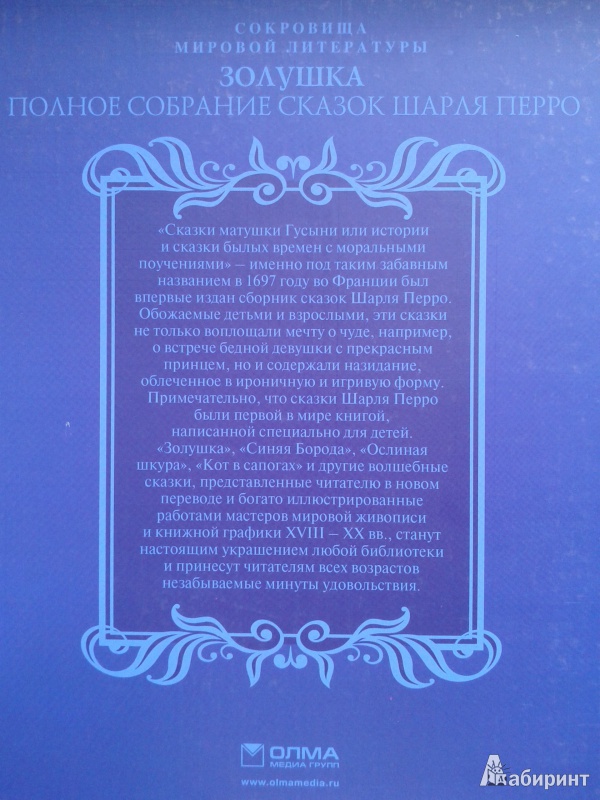 СОКРОВИЩА
МИРОВОЙ ЛИТЕРАТУРЫ
ЗОЛУШКА
ПОЛНОЕ СОБРАНИЕ СКАЗОК ШАРЛЯ ПЕРРО
«Сказки матушки Гусыни или истории
и сказки былых времен с моральными
поучениями» – именно под таким забавным
названием в 1697 году во Франции был
впервые издан сборник сказок Шарля Перро.
Обожаемые детьми и взрослыми, эти сказки
не только воплощали мечту о чуде, например,
о встрече бедной девушки с прекрасным
принцем, но и содержали назидание,
облеченное в ироничную и игривую форму.
Примечательно, что сказки Шарля Перро
были первой в мире книгой,
написанной специально для детей.
«Золушка», «Синяя Борода», «Ослиная
шкура», «Кот в сапогах» и другие волшебные
сказки, представленные читателю в новом
переводе и богато иллюстрированные
работами мастеров мировой живописи
и книжной графики XVIII – XX вв., станут
настоящим украшением любой библиотеки
и принесут читателям всех возрастов
незабываемые минуты удовольствия.
ОЛМА
МЕДИА ГРУПП
www.olmamedia.ru
Лабиринт